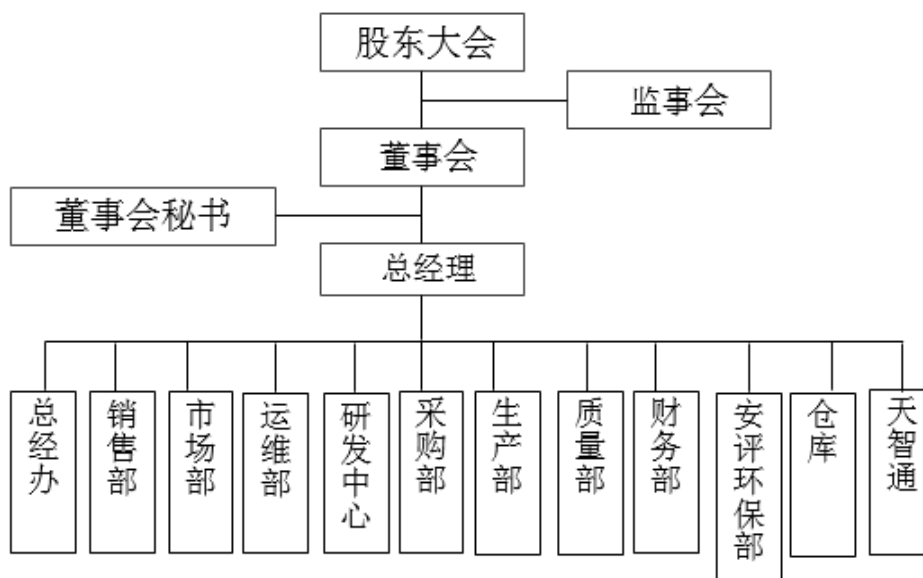 股东大会
监事会
董事会
董事会秘书
总经理
总经办
销售部
市场部
运维部
研发中心
采购部
生产部
质量部
财务部
安评环保部
仓库
天智通